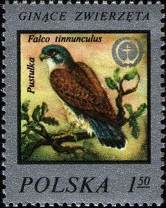 GINĄCE ZWIERZĘTA
Falco tinnunculus
Pustułka
POLSKA 1.50